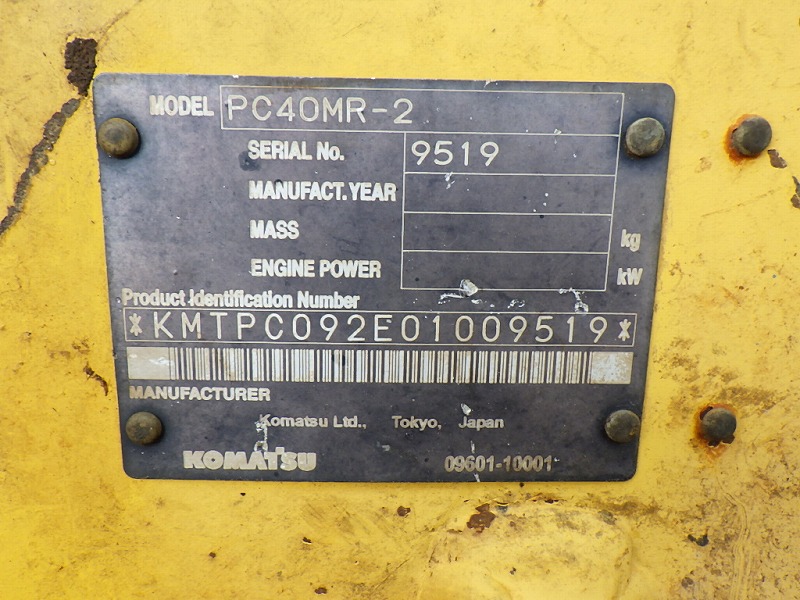 MODEL PC40MR-2
SERIAL No. 9519
MANUFACT. YEAR
MASS kg
ENGINE POWER kW
Product Identification Number
*KMTPC092E01009519*
MANUFACTURER
Komatsu Ltd., Tokyo, Japan
KOMATSU 09601-10001